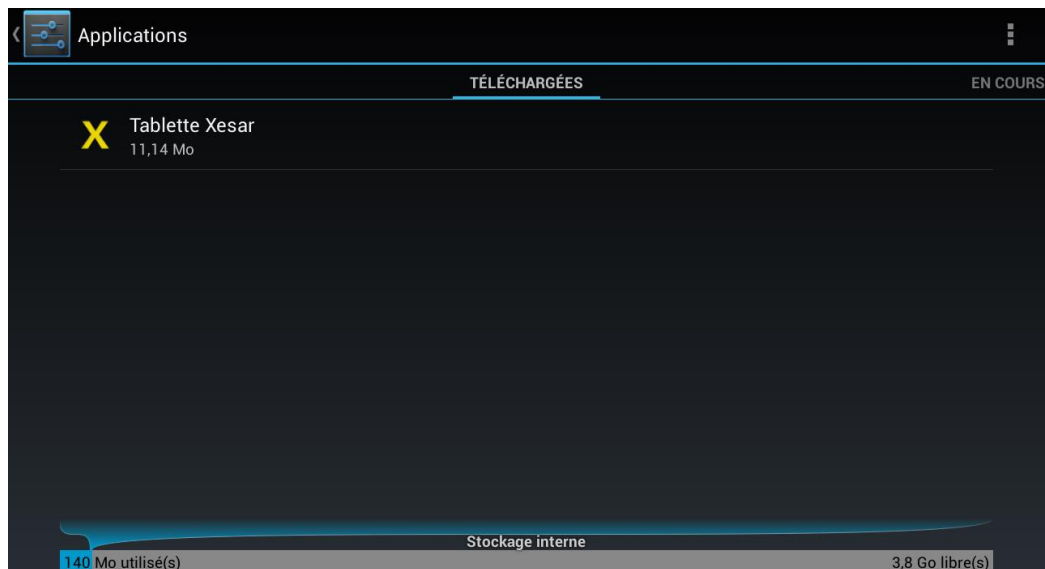 Applications
TÉLÉCHARGÉES EN COURS
X
Tablette Xesar
11,14 Mo
Stockage interne
140 Mo utilisé(s) 3,8 Go libre(s)